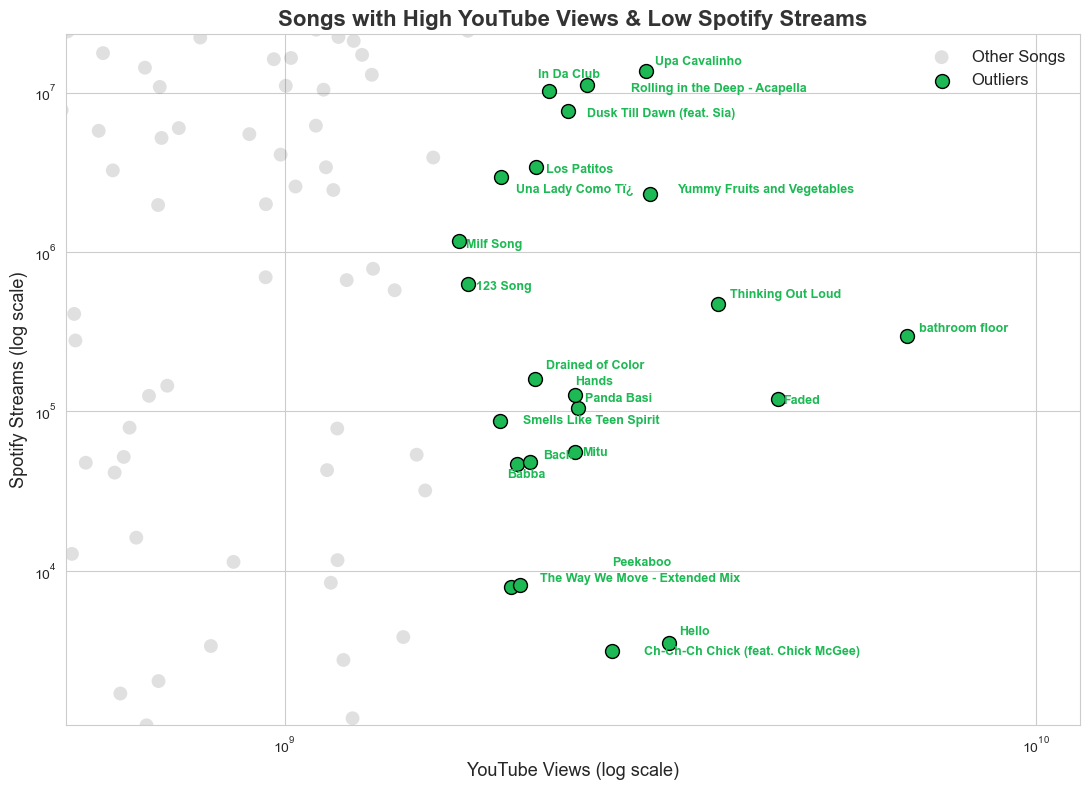 Songs with High YouTube Views & Low Spotify Streams
Other Songs
Outliers
Upa Cavalinho
In Da Club
Rolling in the Deep - Acapella
Dusk Till Dawn (feat. Sia)
Los Patitos
Una Lady Como Tï¿
Yummy Fruits and Vegetables
Milf Song
123 Song
Thinking Out Loud
bathroom floor
Drained of Color
Hands
Panda Basi
Faded
Smells Like Teen Spirit
Back
Mitu
Babba
Peekaboo
The Way We Move - Extended Mix
Hello
Ch-Ch-Ch Chick (feat. Chick McGee)
10⁷
10⁶
10⁵
10⁴
Spotify Streams (log scale)
10⁹
10¹⁰
YouTube Views (log scale)